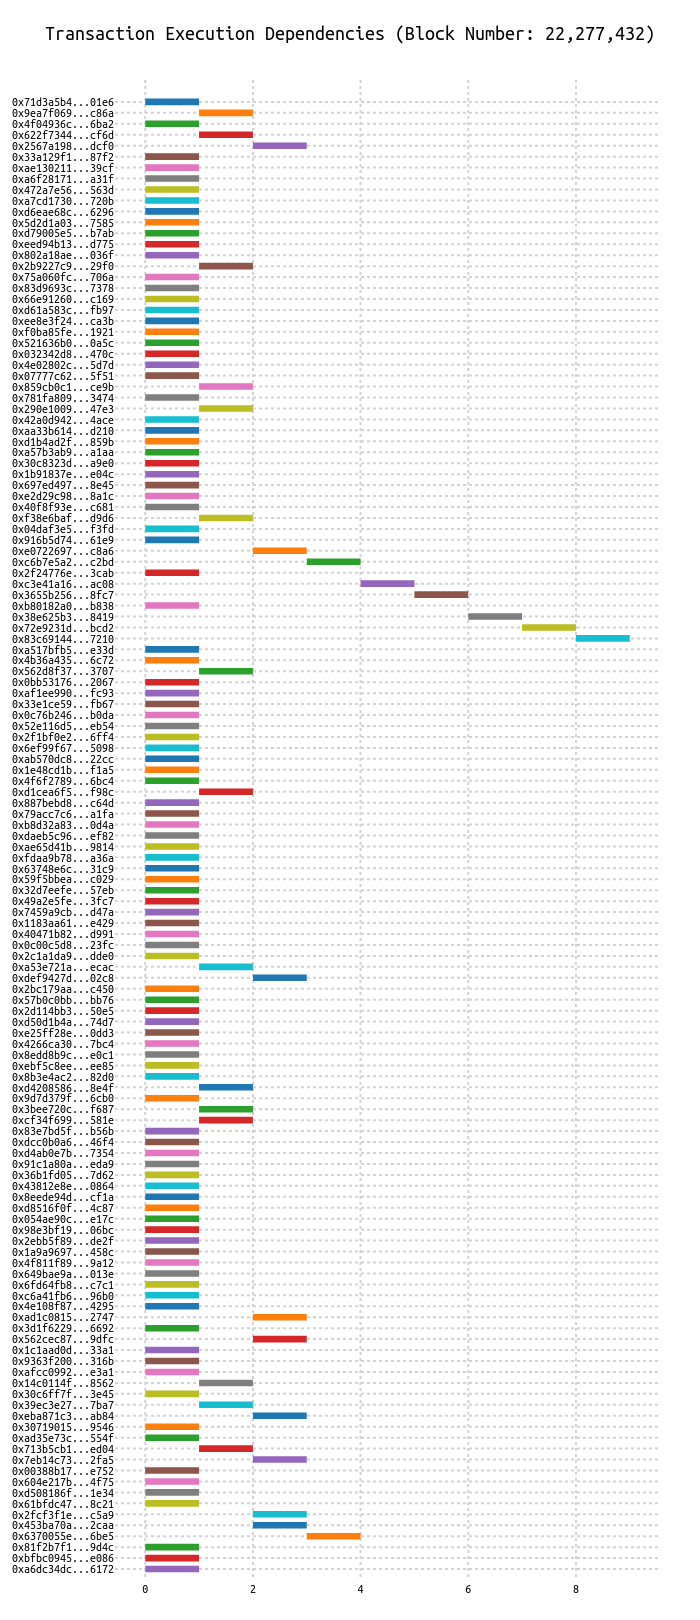 Transaction Execution Dependencies (Block Number: 22,277,432)
0x71d3a5b4...01e6
0x9ea7f069...c86a
0x4f04936c...6ba2
0x622f7344...cf6d
0x2567a198...dcf0
0x33a129f1...87f2
0xae130211...39cf
0xa6f28171...a31f
0x472a7e56...563d
0xa7cd1730...720b
0xd6eae68c...6296
0x5d2d1a03...7585
0xd79005e5...b7ab
0xeed94b13...d775
0x802a18ae...036f
0x2b9227c9...29f0
0x75a060fc...706a
0x83d9693c...7378
0x66e91260...c169
0xd61a583c...fb97
0xee8e3f24...ca3b
0xf0ba85fe...1921
0x521636b0...0a5c
0x032342d8...470c
0x4e02802c...5d7d
0x07777c62...5f51
0x859cb0c1...ce9b
0x781fa809...3474
0x290e1009...47e3
0x42a0d942...4ace
0xaa33b614...d210
0xd1b4ad2f...859b
0xa57b3ab9...a1aa
0x30c8323d...a9e0
0x1b91837e...e04c
0x697ed497...8e45
0xe2d29c98...8a1c
0x40f8f93e...c681
0xf38e6baf...d9d6
0x04daf3e5...f3fd
0x916b5d74...61e9
0xe0722697...c8a6
0xc6b7e5a2...c2bd
0x2f24776e...3cab
0xc3e41a16...ac08
0x3655b256...8fc7
0xb80182a0...b838
0x38e625b3...8419
0x72e9231d...bcd2
0x83c69144...7210
0xa517bfb5...e33d
0x4b36a435...6c72
0x562d8f37...3707
0x0bb53176...2067
0xaf1ee990...fc93
0x33e1ce59...fb67
0x0c76b246...b0da
0x52e116d5...eb54
0x2f1bf0e2...6ff4
0x6ef99f67...5098
0xab570dc8...22cc
0x1e48cd1b...f1a5
0x4f6f2789...6bc4
0xd1cea6f5...f98c
0x887bebd8...c64d
0x79acc7c6...a1fa
0xb8d32a83...0d4a
0xdaeb5c96...ef82
0xae65d41b...9814
0xfdaa9b78...a36a
0x63748e6c...31c9
0x59f5bbea...c029
0x32d7eefe...57eb
0x49a2e5fe...3fc7
0x7459a9cb...d47a
0x1183aa61...e429
0x40471b82...d991
0x0c00c5d8...23fc
0x2c1a1da9...dde0
0xa53e721a...ecac
0xdef9427d...02c8
0x2bc179aa...c450
0x57b0c0bb...bb76
0x2d114bb3...50e5
0xd50d1b4a...74d7
0xe25ff28e...0dd3
0x4266ca30...7bc4
0x8edd8b9c...e0c1
0xebf5c8ee...ee85
0x8b3e4ac2...82d0
0xd4208586...8e4f
0x9d7d379f...6cb0
0x3bee720c...f687
0xcf34f699...581e
0x83e7bd5f...b56b
0xdcc0b0a6...46f4
0xd4ab0e7b...7354
0x91c1a80a...eda9
0x36b1fd05...7d62
0x43812e8e...0864
0x8eede94d...cf1a
0xd8516f0f...4c87
0x054ae90c...e17c
0x98e3bf19...06bc
0x2ebb5f89...de2f
0x1a9a9697...458c
0x4f811f89...9a12
0x649bae9a...013e
0x6fd64fb8...c7c1
0xc6a41fb6...96b0
0x4e108f87...4295
0xad1c0815...2747
0x3d1f6229...6692
0x562cec87...9dfc
0x1c1aad0d...33a1
0x9363f200...316b
0xafcc0992...e3a1
0x14c0114f...8562
0x30c6ff7f...3e45
0x39ec3e27...7ba7
0xeba871c3...ab84
0x30719015...9546
0xad35e73c...554f
0x713b5cb1...ed04
0x7eb14c73...2fa5
0x00388b17...e752
0x604e217b...4f75
0xd508186f...1e34
0x61bfdc47...8c21
0x2fcf3f1e...c5a9
0x453ba70a...2caa
0x6370055e...6be5
0x81f2b7f1...9d4c
0xbfbc0945...e086
0xa6dc34dc...6172
0 2 4 6 8